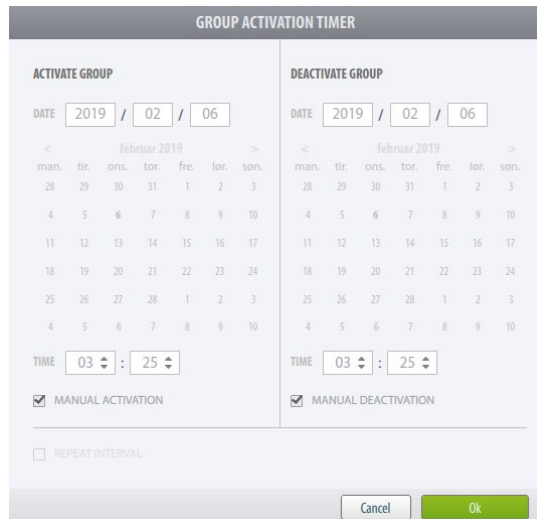 GROUP ACTIVATION TIMER
ACTIVATE GROUP
DATE 2019 / 02 / 06
< februar 2019 >
man. tir. ons. tor. fre. lør. søn.
28 29 30 31 1 2 3
4 5 6 7 8 9 10
11 12 13 14 15 16 17
18 19 20 21 22 23 24
25 26 27 28 1 2 3
4 5 6 7 8 9 10
TIME 03 : 25
MANUAL ACTIVATION
DEACTIVATE GROUP
DATE 2019 / 02 / 06
< februar 2019 >
man. tir. ons. tor. fre. lør. søn.
28 29 30 31 1 2 3
4 5 6 7 8 9 10
11 12 13 14 15 16 17
18 19 20 21 22 23 24
25 26 27 28 1 2 3
4 5 6 7 8 9 10
TIME 03 : 25
MANUAL DEACTIVATION
REPEAT INTERVAL
Cancel Ok